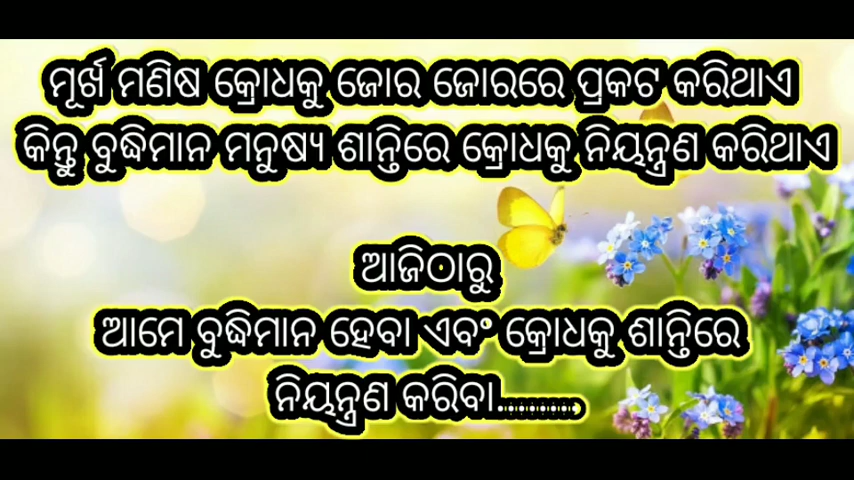 ମୂର୍ଖ ମଣିଷ କ୍ରୋଧକୁ ଜୋର ଜୋରରେ ପ୍ରକଟ କରିଥାଏ
କିନ୍ତୁ ବୁଦ୍ଧିମାନ ମନୁଷ୍ୟ ଶାନ୍ତିରେ କ୍ରୋଧକୁ ନିୟନ୍ତ୍ରଣ କରିଥାଏ
ଆଜିଠାରୁ
ଆମେ ବୁଦ୍ଧିମାନ ହେବା ଏବଂ କ୍ରୋଧକୁ ଶାନ୍ତିରେ
ନିୟନ୍ତ୍ରଣ କରିବା..........